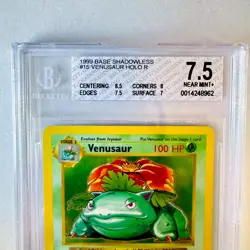 1999 BASE SHADOWLESS
#15 VENUSAUR HOLO R
CENTERING 8.5 CORNERS 8
EDGES 7.5 SURFACE 7
7.5
NEAR MINT+
0014248962
Evolves from Ivysaur
Put Venusaur on the Stage 1 card
Venusaur 100 HP